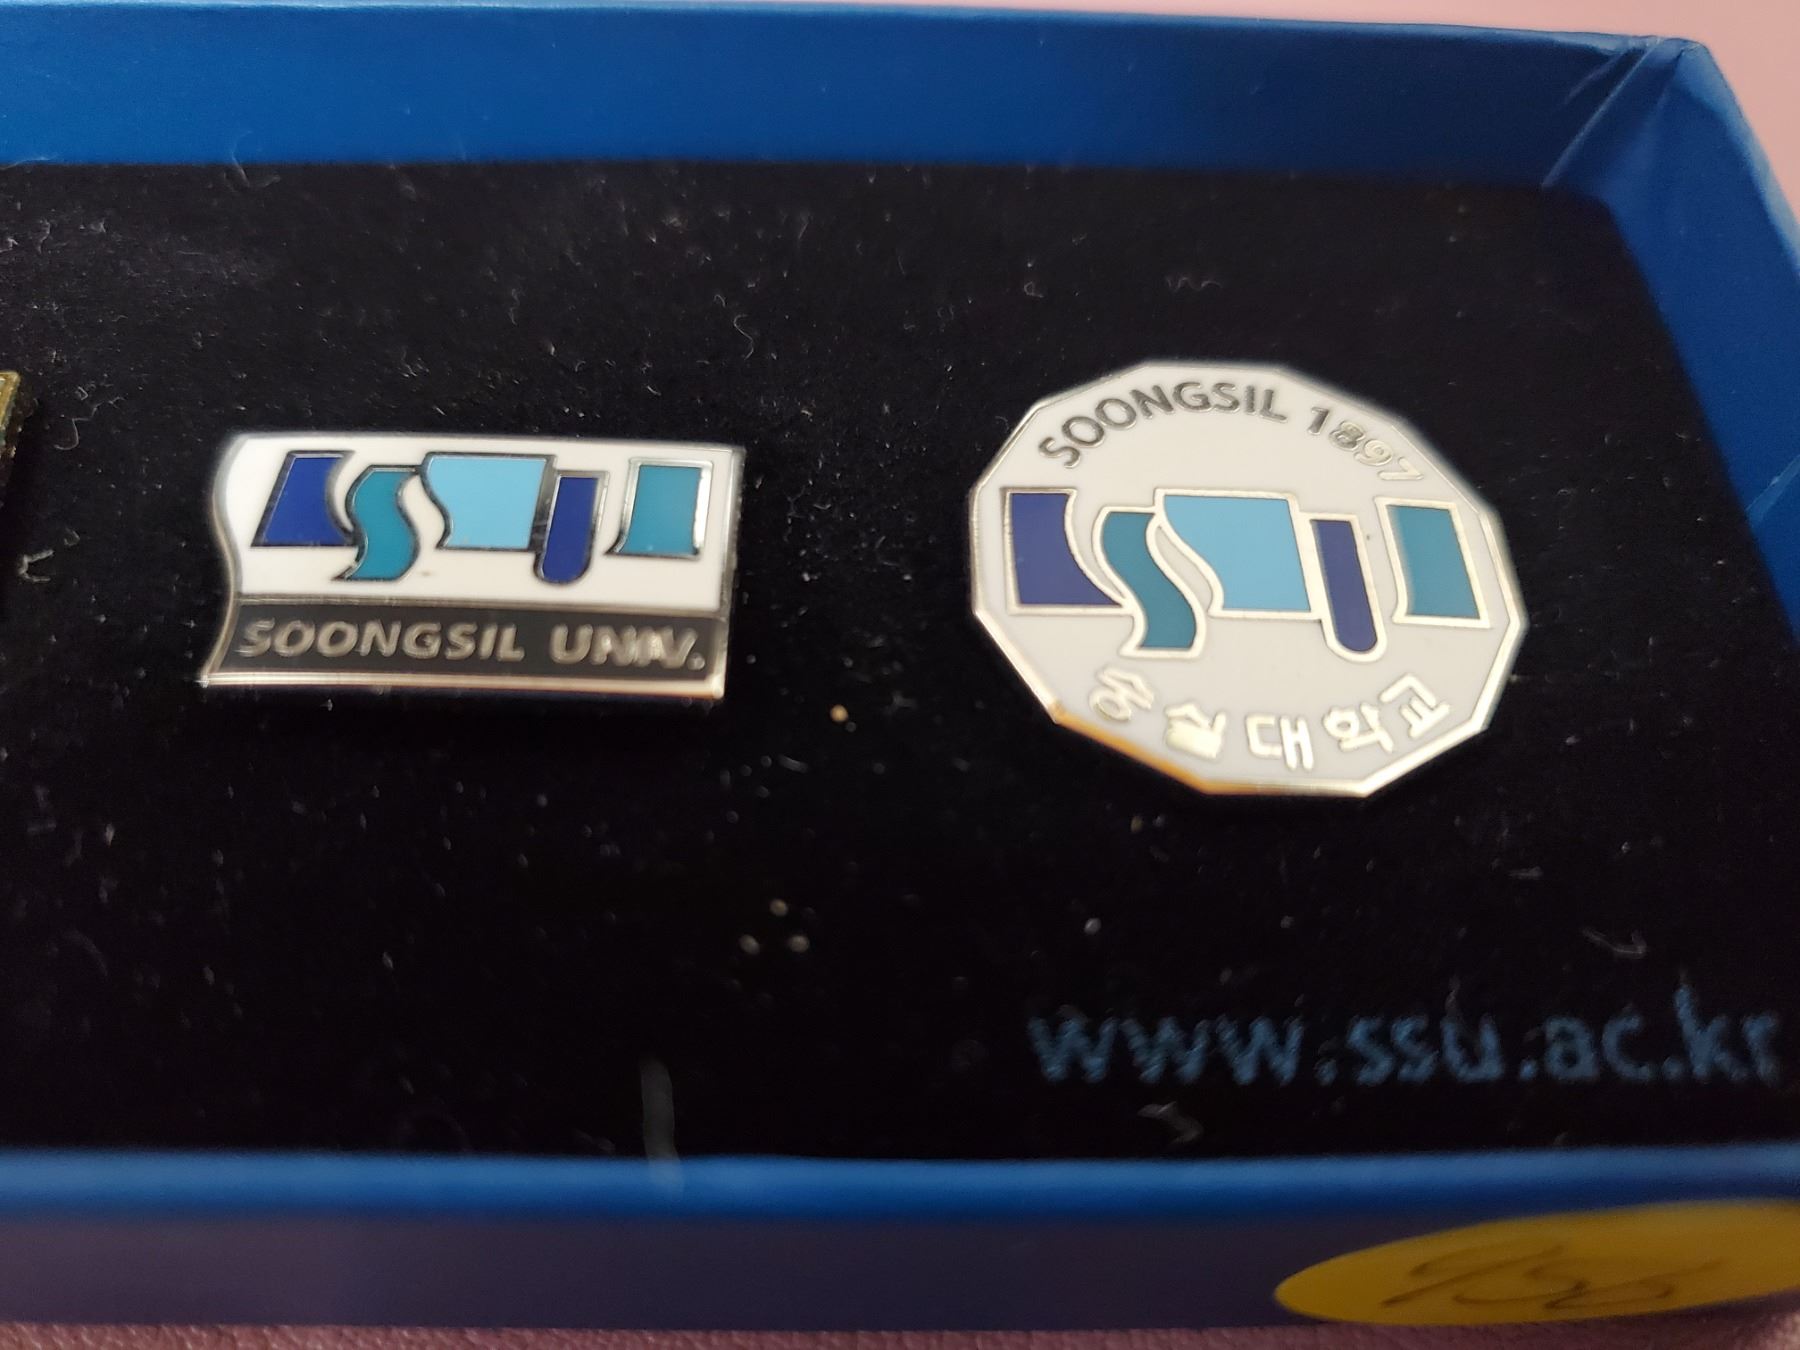 SOONGSIL UNIV.
SOONGSIL 1897
숭실대학교
www.ssu.ac.kr